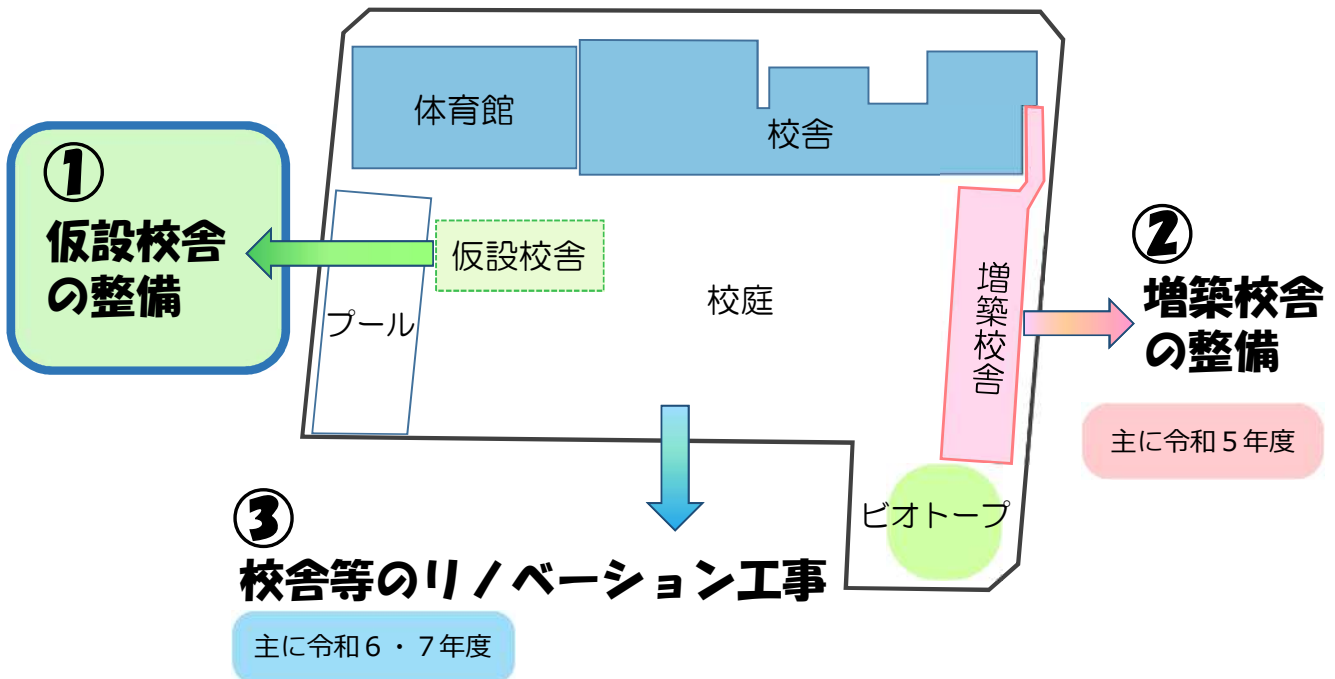 体育館
校舎
①
仮設校舎
の整備
仮設校舎
プール
校庭
増築校舎
②
増築校舎
の整備
主に令和５年度
ビオトープ
③
校舎等のリノベーション工事
主に令和６・７年度